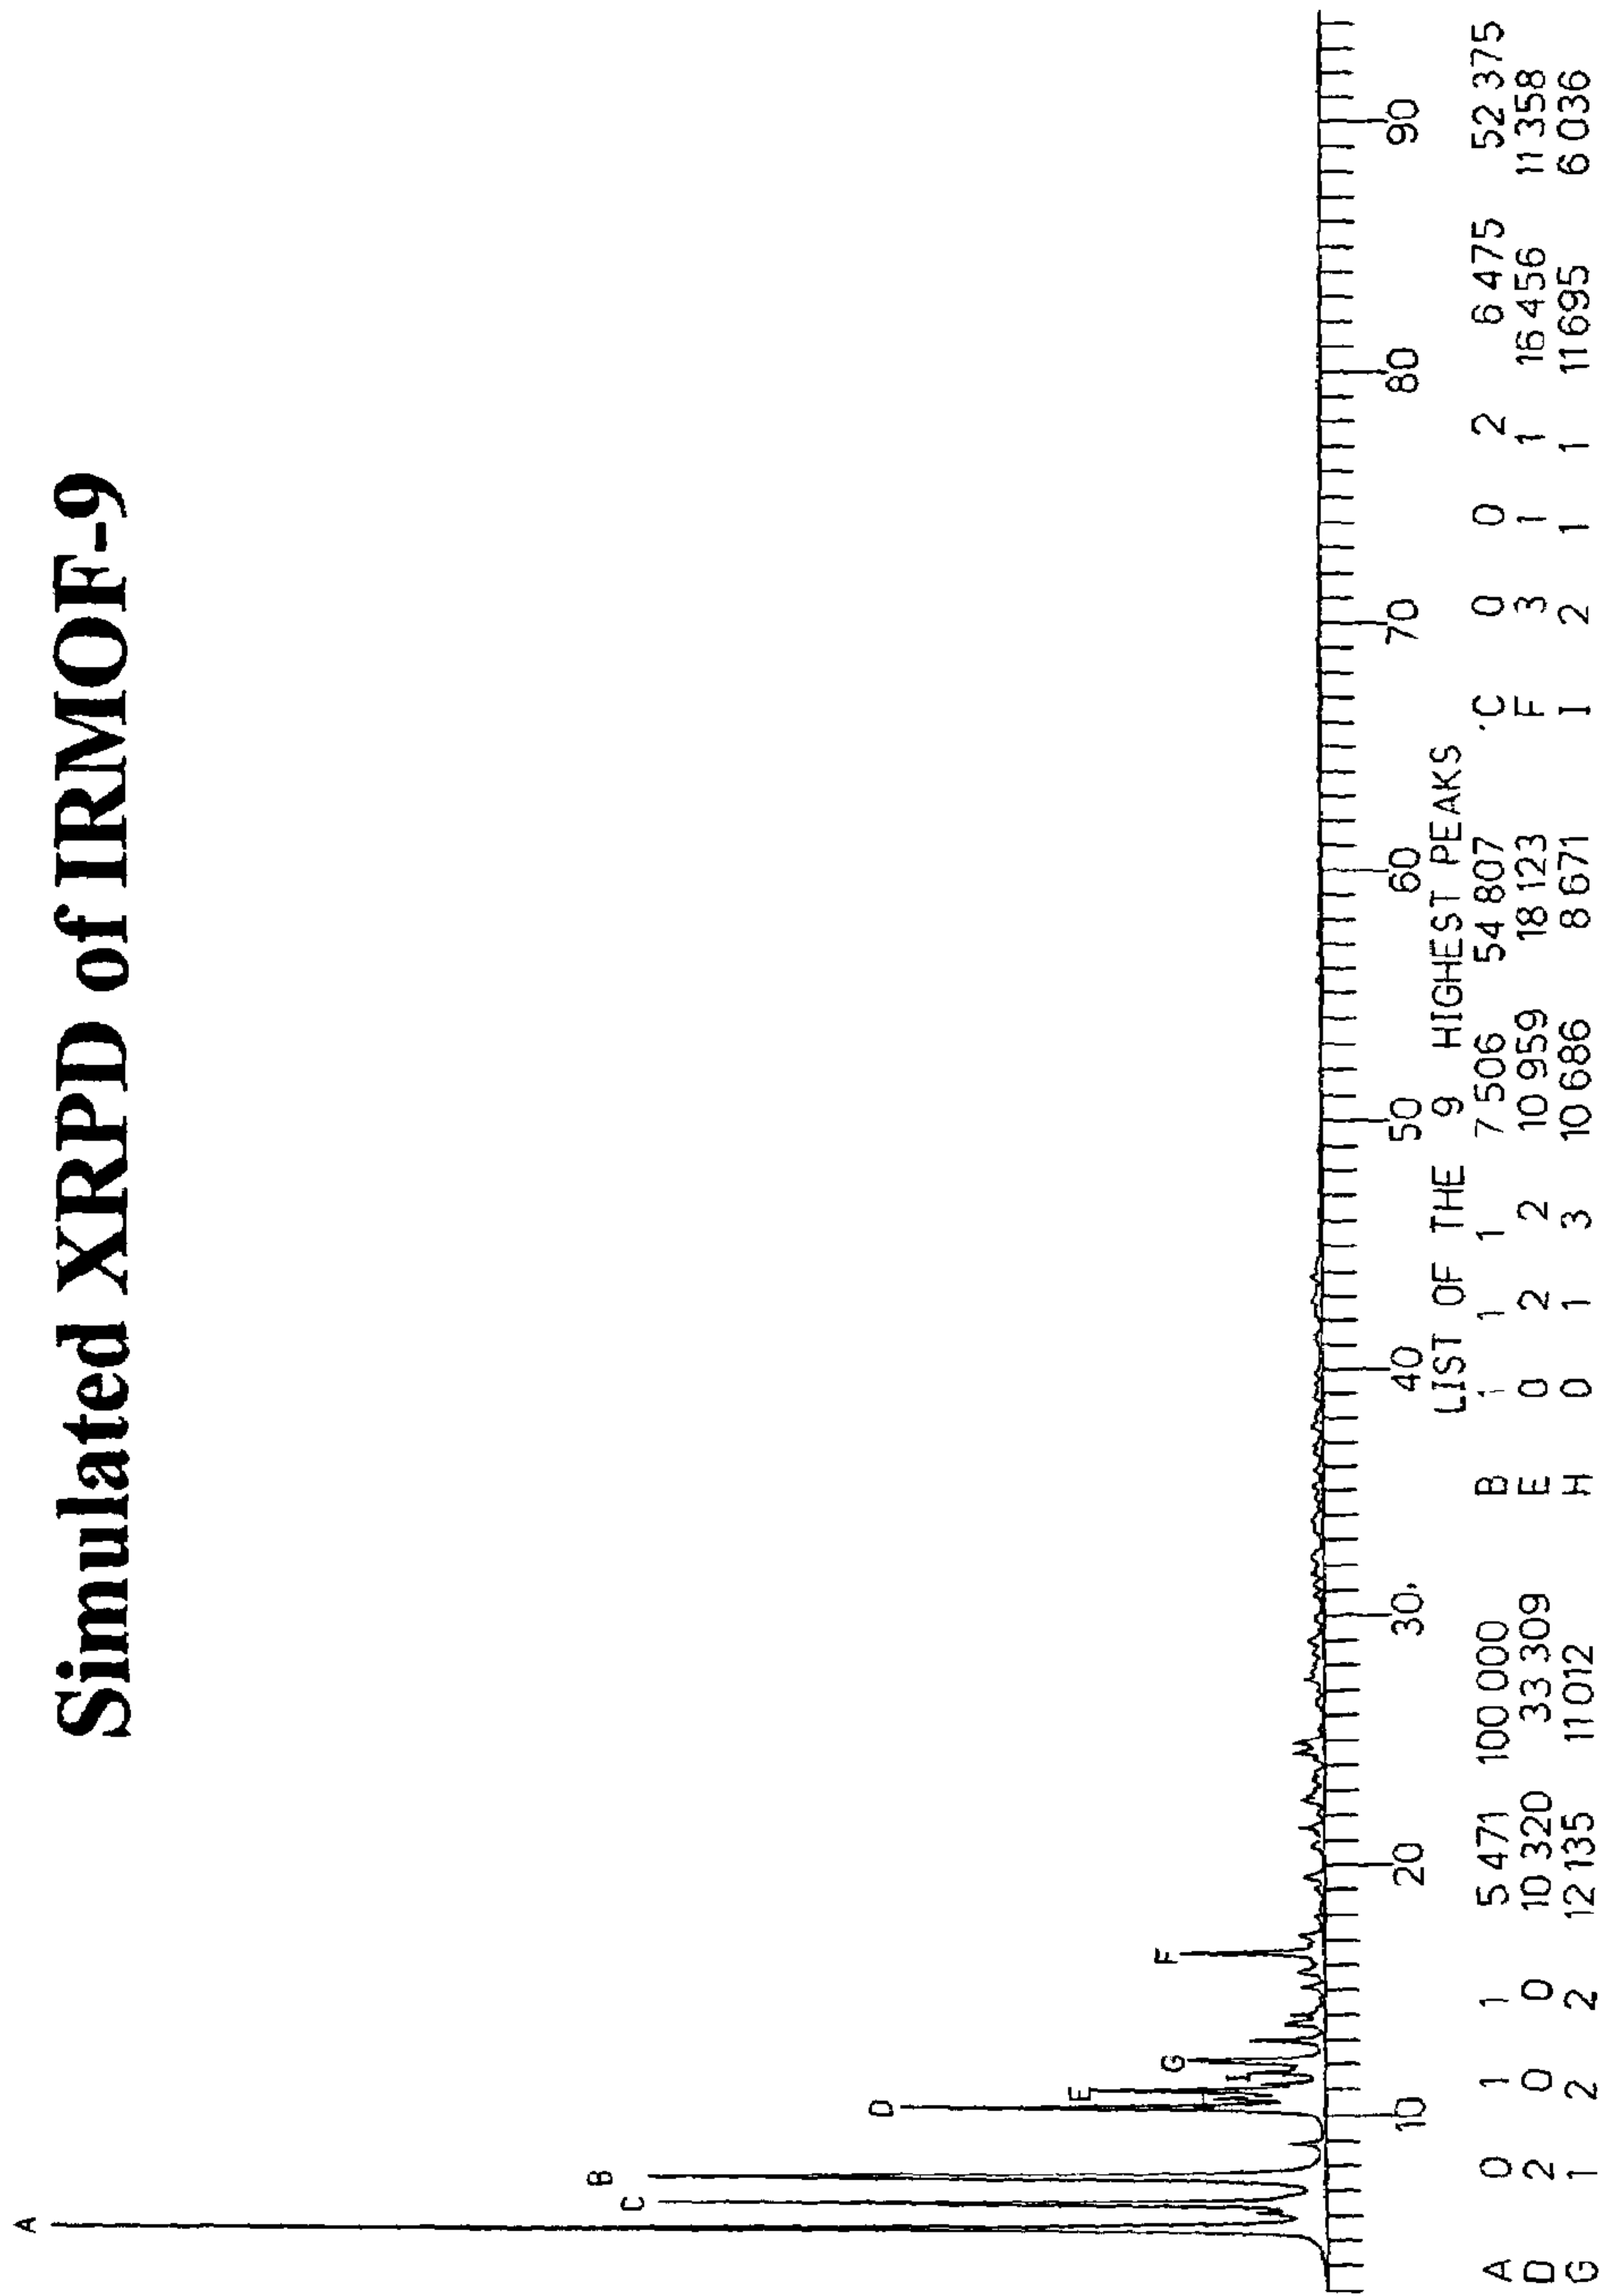 Simulated XRPD of IRMOF-9
A
B
C
D
E
F
G
I
10 20 30 40 50 60 70 80 90
LIST OF THE 9 HIGHEST PEAKS
A 0 1 1 5 471 100 000 B 1 1 1 7 506 54 807 C 0 0 2 6 475 52 375
D 2 0 0 10 320 33 309 E 0 2 2 10 959 18 123 F 3 1 1 16 456 11 358
G 1 2 2 12 135 11 012 H 0 1 3 10 686 8 671 I 2 1 1 11 695 6 036